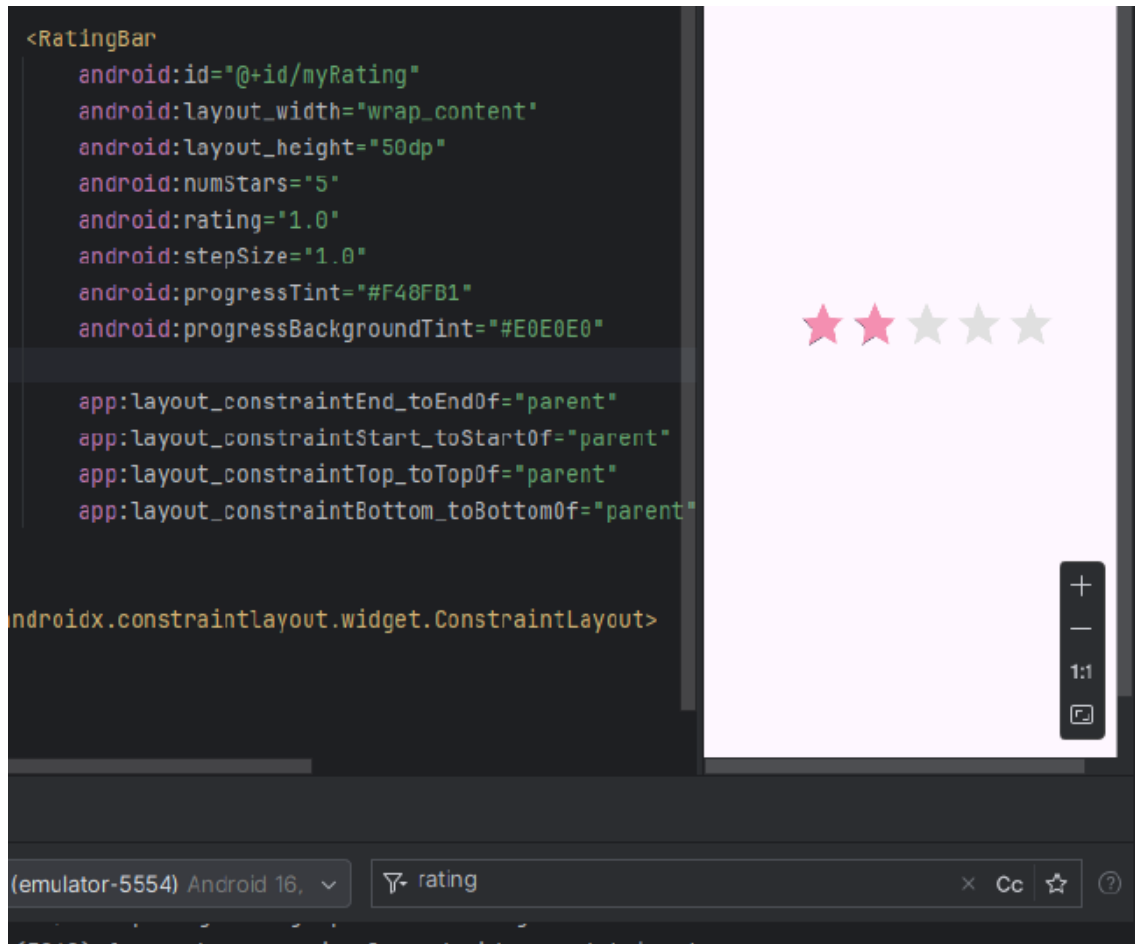 <RatingBar
android:id="@+id/myRating"
android:layout_width="wrap_content"
android:layout_height="50dp"
android:numStars="5"
android:rating="1.0"
android:stepSize="1.0"
android:progressTint="#F48FB1"
android:progressBackgroundTint="#E0E0E0"
app:layout_constraintEnd_toEndOf="parent"
app:layout_constraintStart_toStartOf="parent"
app:layout_constraintTop_toTopOf="parent"
app:layout_constraintBottom_toBottomOf="parent"
ndroidx.constraintlayout.widget.ConstraintLayout>
1:1
(emulator-5554) Android 16,
rating
Cc